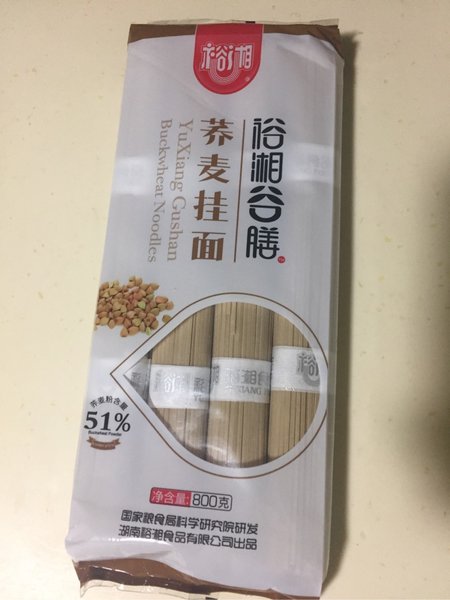 裕湘
裕湘谷膳
荞麦挂面
YuXiang Gushan
Buckwheat Noodles
荞麦粉含量
51%
Buckwheat Powder
净含量:800克
国家粮食局科学研究院研发
湖南裕湘食品有限公司出品